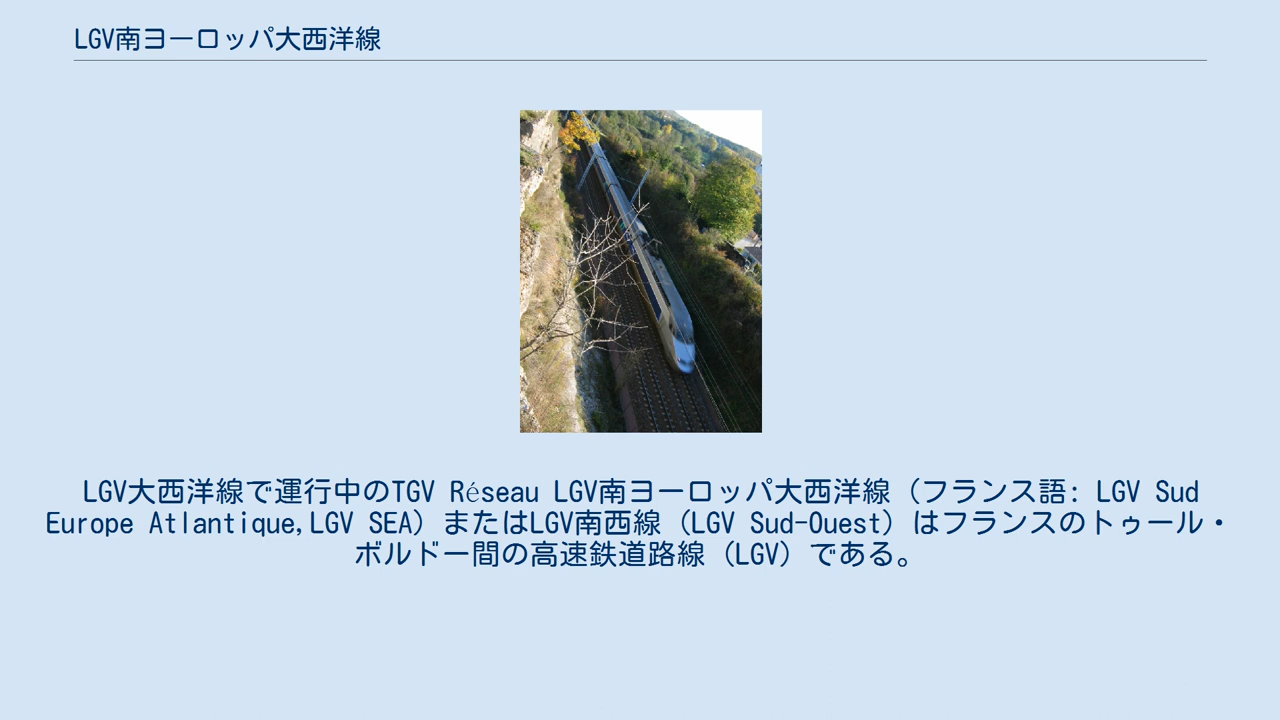 LGV南ヨーロッパ大西洋線
LGV大西洋線で運行中のTGV Réseau LGV南ヨーロッパ大西洋線（フランス語: LGV Sud
Europe Atlantique,LGV SEA）またはLGV南西線（LGV Sud-Ouest）はフランスのトゥール・
ボルドー間の高速鉄道路線（LGV）である。